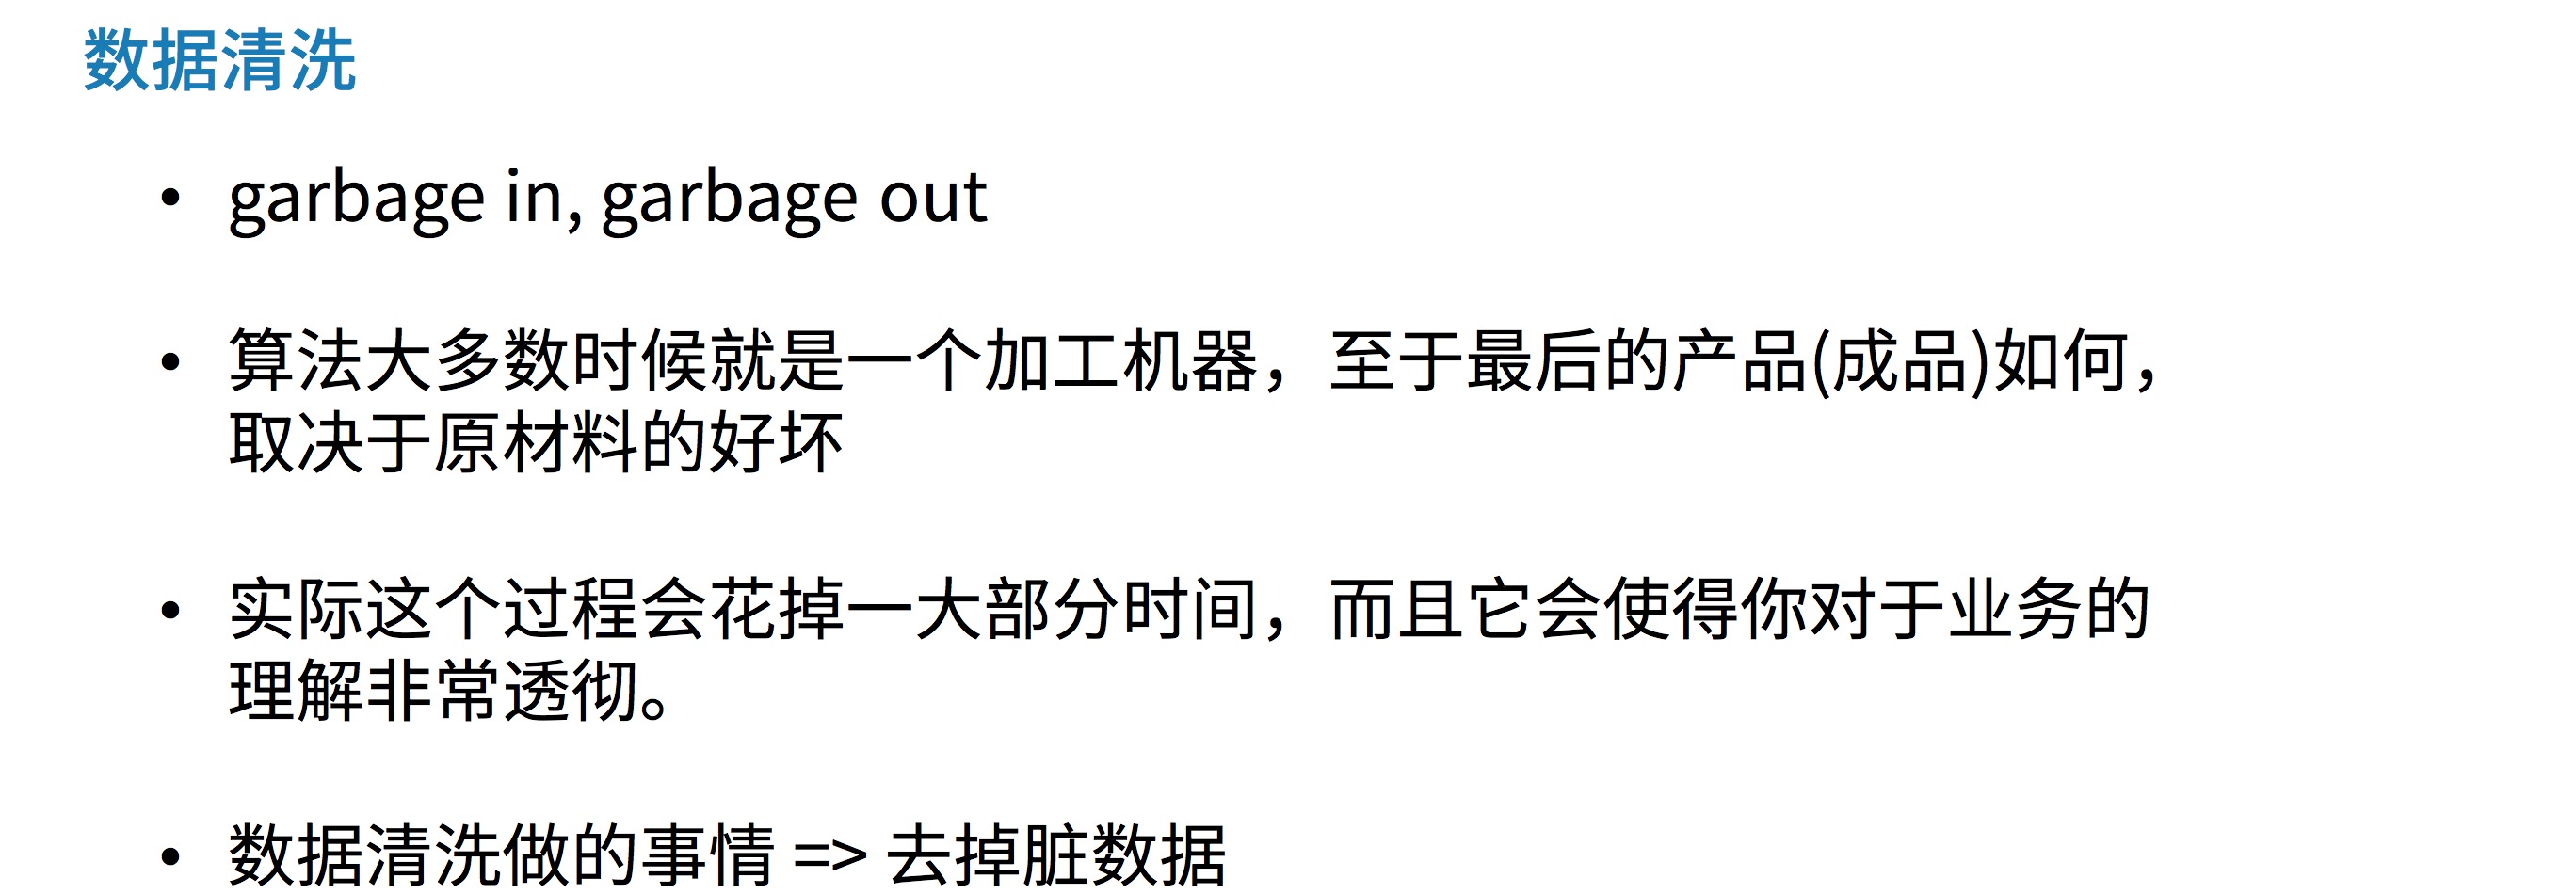 数据清洗
• garbage in, garbage out
• 算法大多数时候就是一个加工机器，至于最后的产品(成品)如何，
取决于原材料的好坏
• 实际这个过程会花掉一大部分时间，而且它会使得你对于业务的
理解非常透彻。
• 数据清洗做的事情 => 去掉脏数据